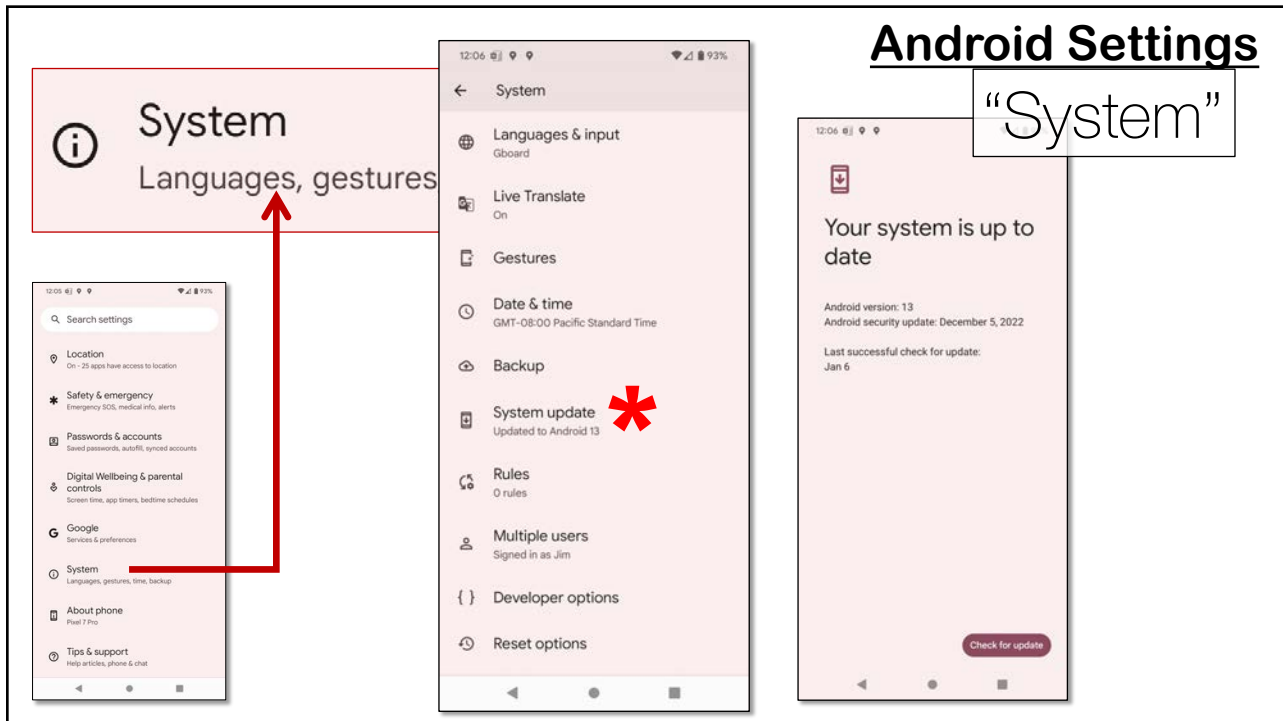 Android Settings
“System”
System
Languages, gestures
12:05
93%
Search settings
Location
On - 25 apps have access to location
Safety & emergency
Emergency SOS, medical info, alerts
Passwords & accounts
Saved passwords, autofill, synced accounts
Digital Wellbeing & parental
controls
Screen time, app timers, bedtime schedules
Google
Services & preferences
System
Languages, gestures, time, backup
About phone
Pixel 7 Pro
Tips & support
Help articles, phone & chat
12:06
93%
System
Languages & input
Gboard
Live Translate
On
Gestures
Date & time
GMT-08:00 Pacific Standard Time
Backup
System update
Updated to Android 13
Rules
0 rules
Multiple users
Signed in as Jim
{ } Developer options
Reset options
12:06
Your system is up to
date
Android version: 13
Android security update: December 5, 2022
Last successful check for update:
Jan 6
Check for update